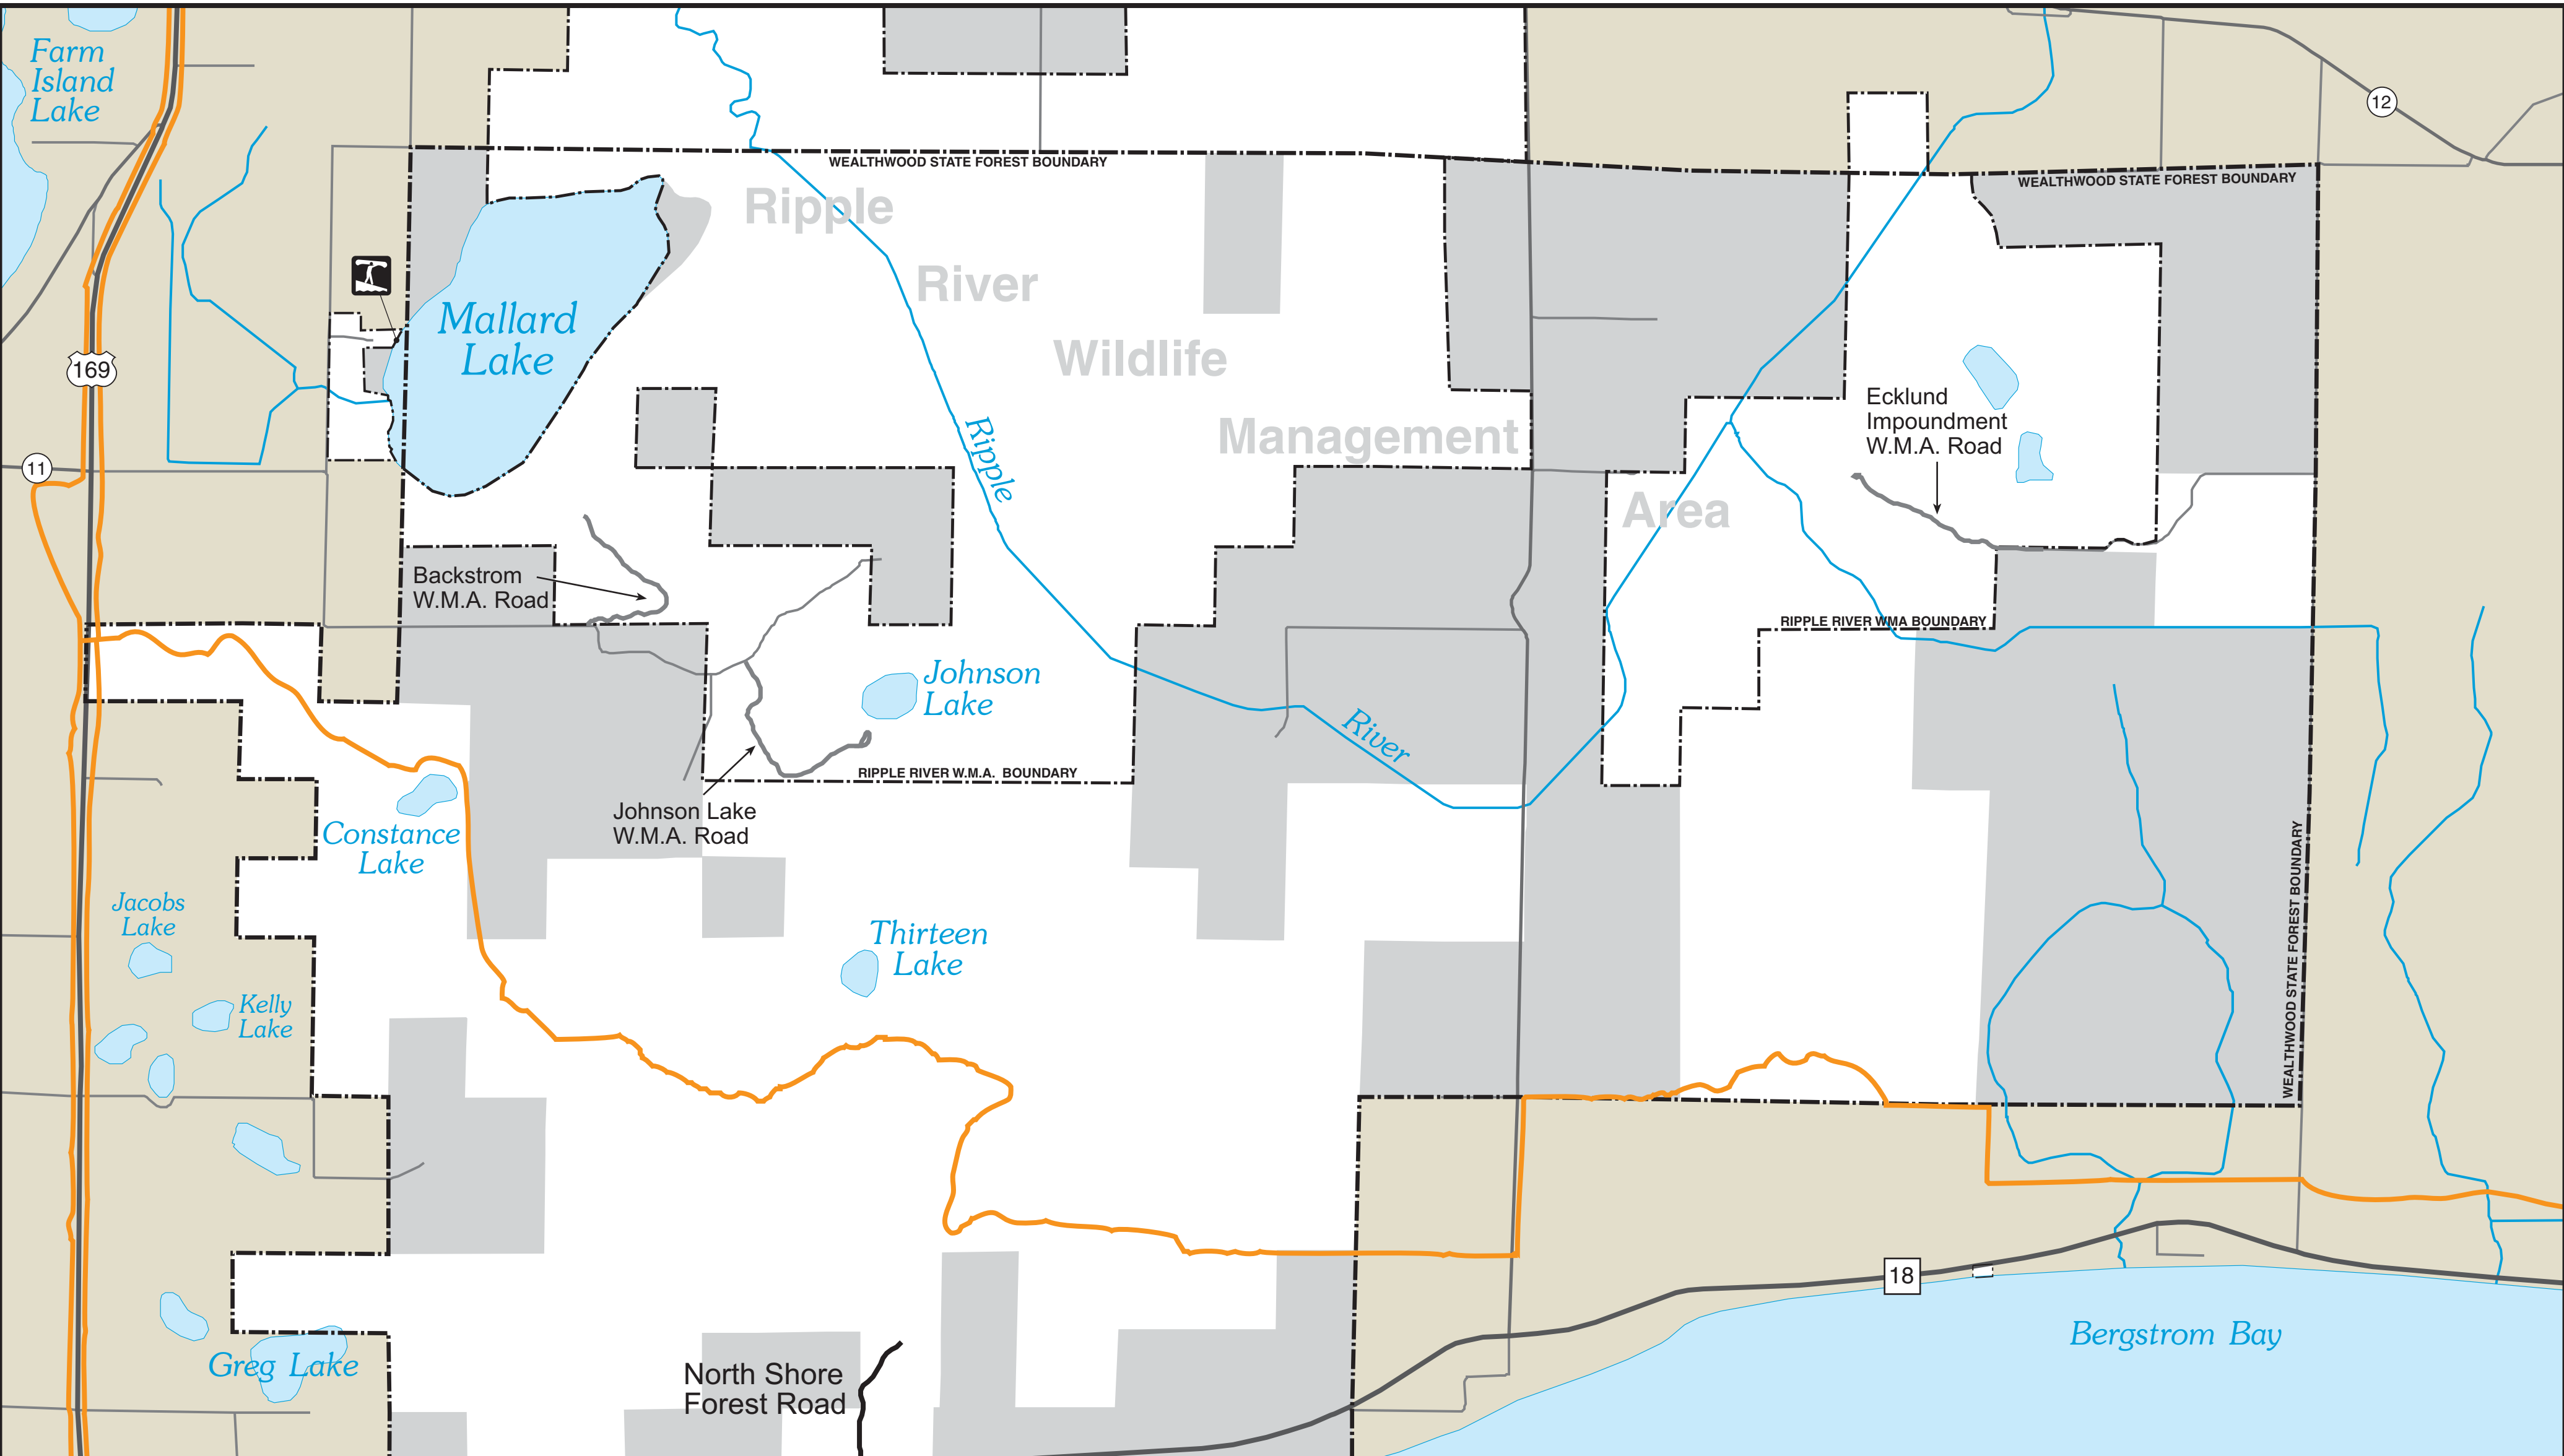 Farm
Island
Lake
12
WEALTHWOOD STATE FOREST BOUNDARY
WEALTHWOOD STATE FOREST BOUNDARY
Ripple
River
Wildlife
Management
Area
Mallard
Lake
169
11
Ripple
Ecklund
Impoundment
W.M.A. Road
Backstrom
W.M.A. Road
RIPPLE RIVER WMA BOUNDARY
Johnson
Lake
River
RIPPLE RIVER W.M.A. BOUNDARY
Johnson Lake
W.M.A. Road
Constance
Lake
Jacobs
Lake
Thirteen
Lake
Kelly
Lake
WEALTHWOOD STATE FOREST BOUNDARY
18
Bergstrom Bay
Greg Lake
North Shore
Forest Road